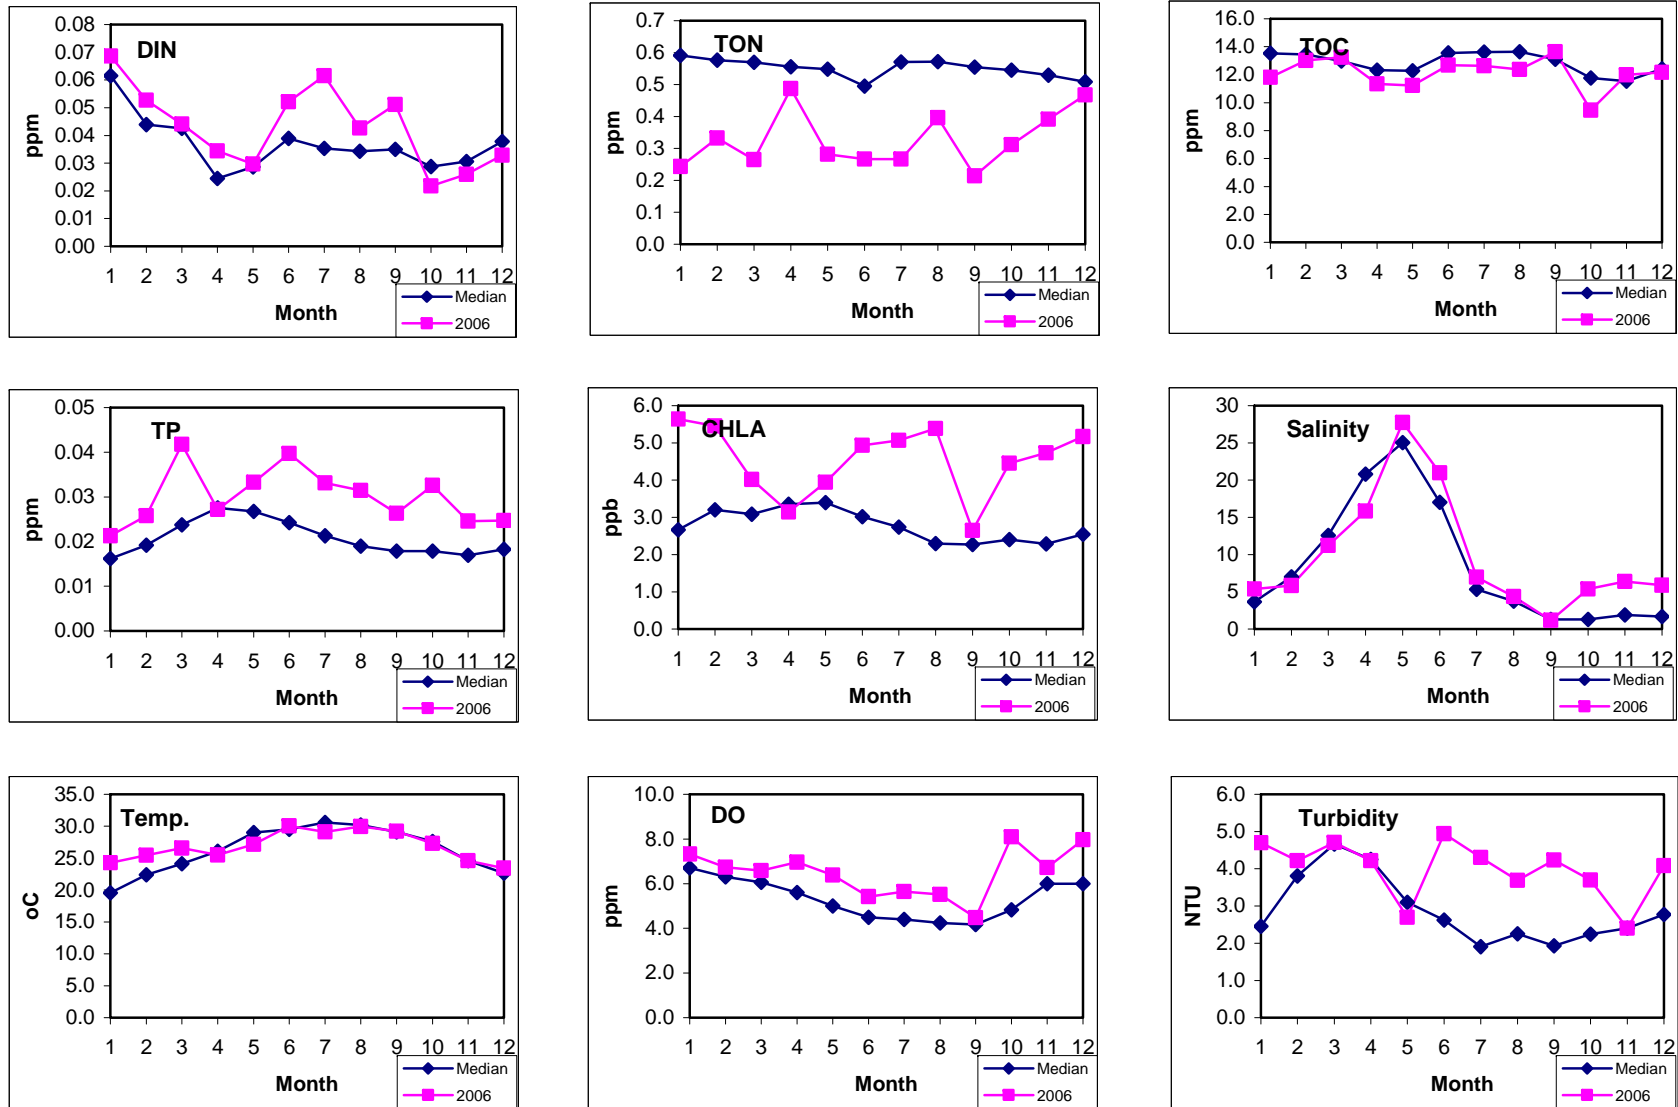 DIN
ppm
0.08
0.07
0.06
0.05
0.04
0.03
0.02
0.01
0.00
1 2 3 4 5 6 7 8 9 10 11 12
Month
Median
2006
TON
ppm
0.7
0.6
0.5
0.4
0.3
0.2
0.1
0.0
1 2 3 4 5 6 7 8 9 10 11 12
Month
Median
2006
TOC
ppm
16.0
14.0
12.0
10.0
8.0
6.0
4.0
2.0
0.0
1 2 3 4 5 6 7 8 9 10 11 12
Month
Median
2006
TP
ppm
0.05
0.04
0.03
0.02
0.01
0.00
1 2 3 4 5 6 7 8 9 10 11 12
Month
Median
2006
CHLA
ppb
6.0
5.0
4.0
3.0
2.0
1.0
0.0
1 2 3 4 5 6 7 8 9 10 11 12
Month
Median
2006
Salinity
30
25
20
15
10
5
0
1 2 3 4 5 6 7 8 9 10 11 12
Month
Median
2006
Temp.
oC
35.0
30.0
25.0
20.0
15.0
10.0
5.0
0.0
1 2 3 4 5 6 7 8 9 10 11 12
Month
Median
2006
DO
ppm
10.0
8.0
6.0
4.0
2.0
0.0
1 2 3 4 5 6 7 8 9 10 11 12
Month
Median
2006
Turbidity
NTU
6.0
5.0
4.0
3.0
2.0
1.0
0.0
1 2 3 4 5 6 7 8 9 10 11 12
Month
Median
2006